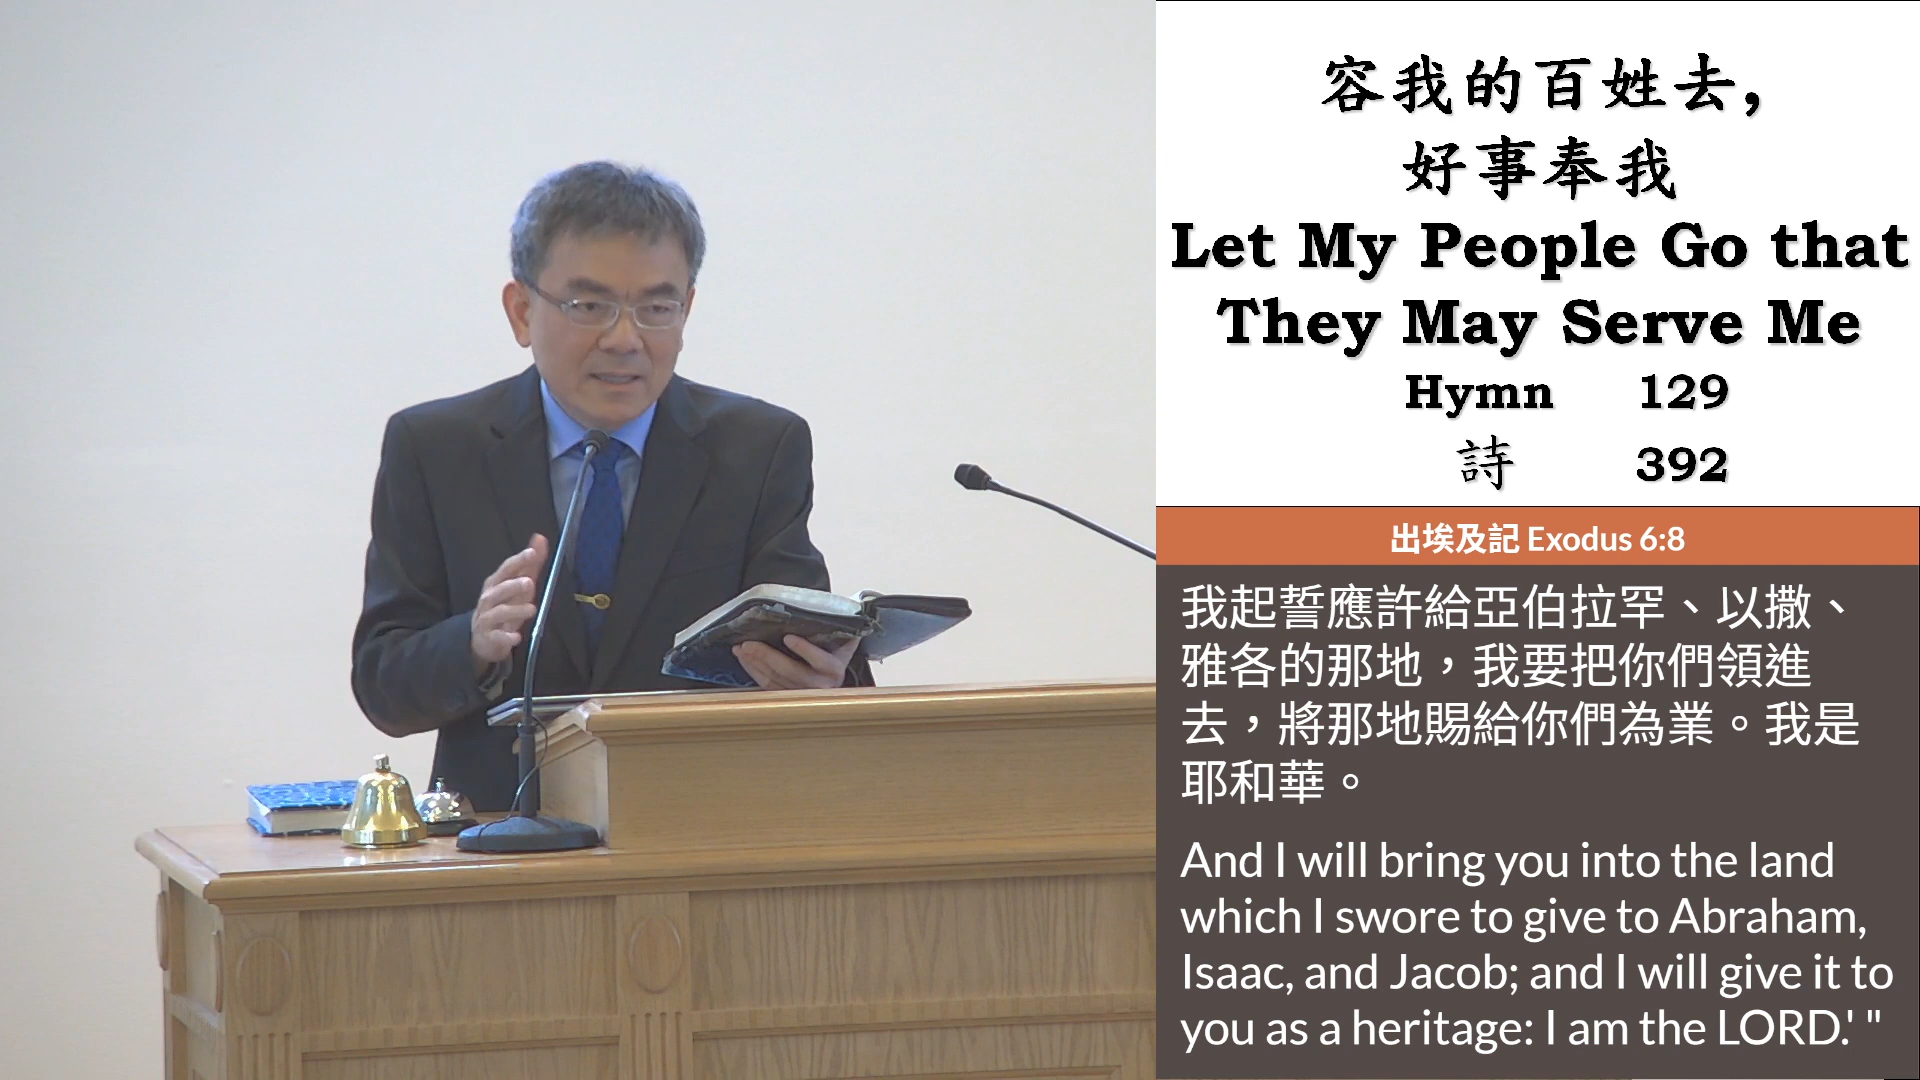 容我的百姓去,
好事奉我
Let My People Go that
They May Serve Me
Hymn 129
詩 392
出埃及記 Exodus 6:8
我起誓應許給亞伯拉罕、以撒、
雅各的那地，我要把你們領進
去，將那地賜給你們為業。我是
耶和華。
And I will bring you into the land
which I swore to give to Abraham,
Isaac, and Jacob; and I will give it to
you as a heritage: I am the LORD.' "